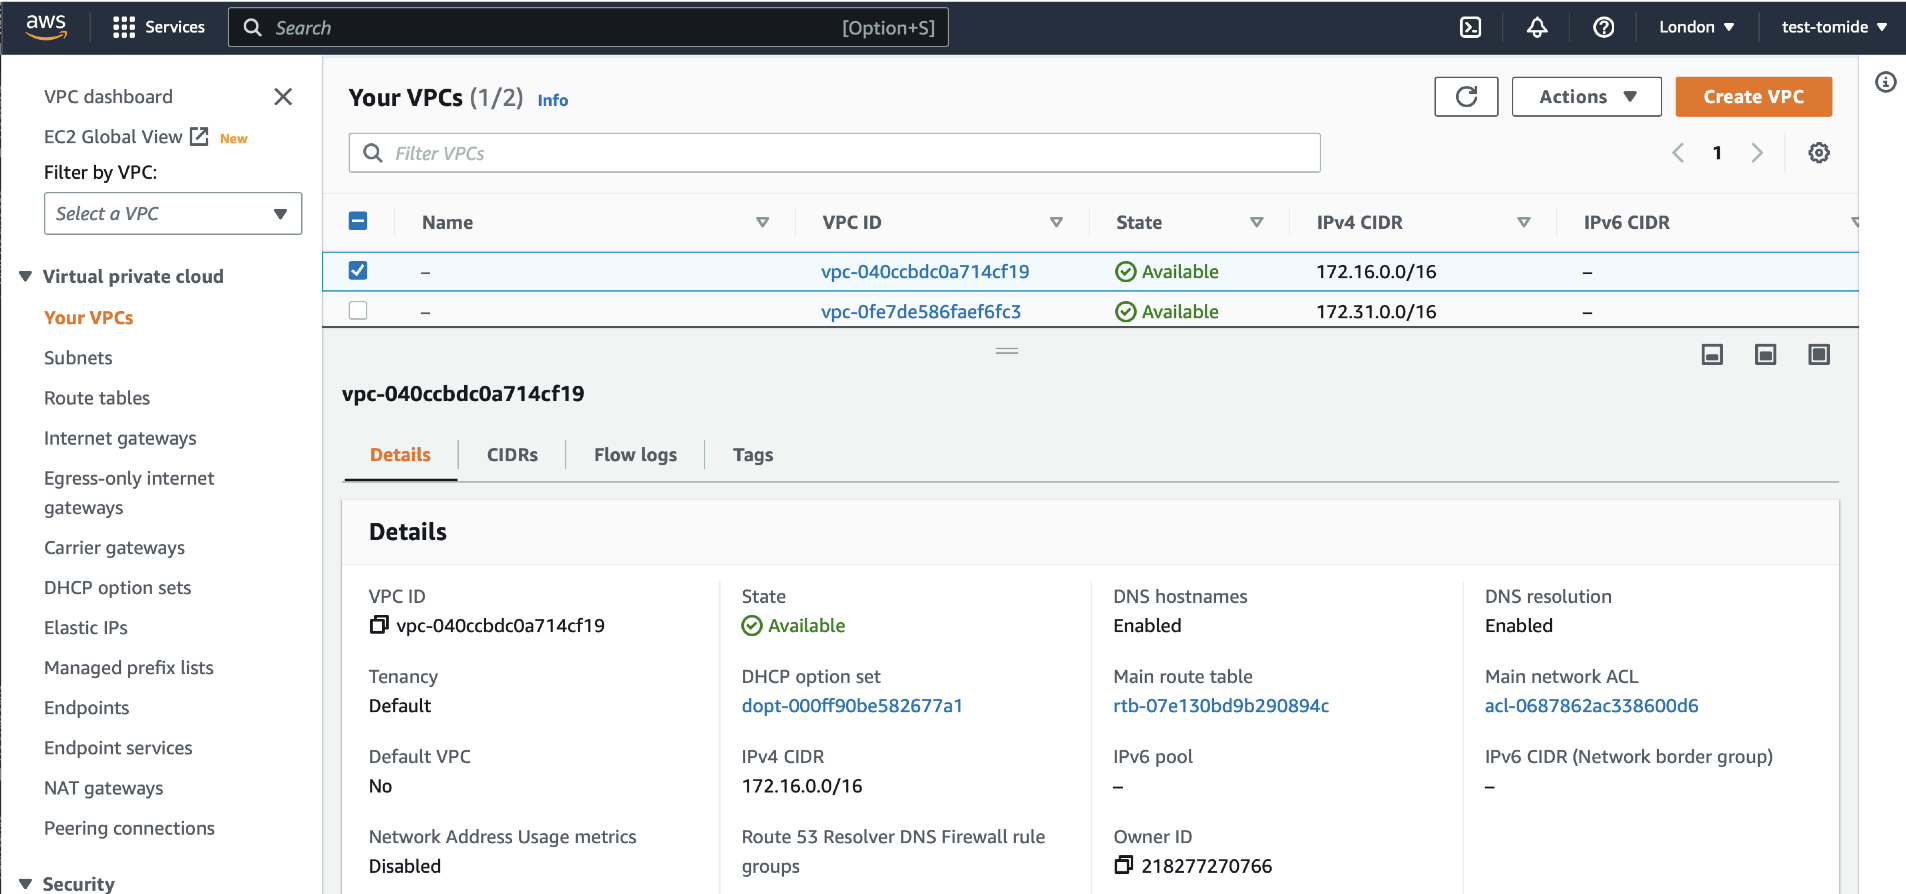 aws
Services
Search [Option+S]
London
test-tomide
VPC dashboard
EC2 Global View New
Filter by VPC:
Select a VPC
Virtual private cloud
Your VPCs
Subnets
Route tables
Internet gateways
Egress-only internet
gateways
Carrier gateways
DHCP option sets
Elastic IPs
Managed prefix lists
Endpoints
Endpoint services
NAT gateways
Peering connections
Security
Your VPCs (1/2) Info
Actions
Create VPC
Filter VPCs
1
Name VPC ID State IPv4 CIDR IPv6 CIDR
– vpc-040ccbdc0a714cf19 Available 172.16.0.0/16 –
– vpc-0fe7de586faef6fc3 Available 172.31.0.0/16 –
vpc-040ccbdc0a714cf19
Details CIDRs Flow logs Tags
Details
VPC ID
vpc-040ccbdc0a714cf19
State
Available
DNS hostnames
Enabled
DNS resolution
Enabled
Tenancy
Default
DHCP option set
dopt-000ff90be582677a1
Main route table
rtb-07e130bd9b290894c
Main network ACL
acl-0687862ac338600d6
Default VPC
No
IPv4 CIDR
172.16.0.0/16
IPv6 pool
–
IPv6 CIDR (Network border group)
–
Network Address Usage metrics
Disabled
Route 53 Resolver DNS Firewall rule
groups
Owner ID
218277270766